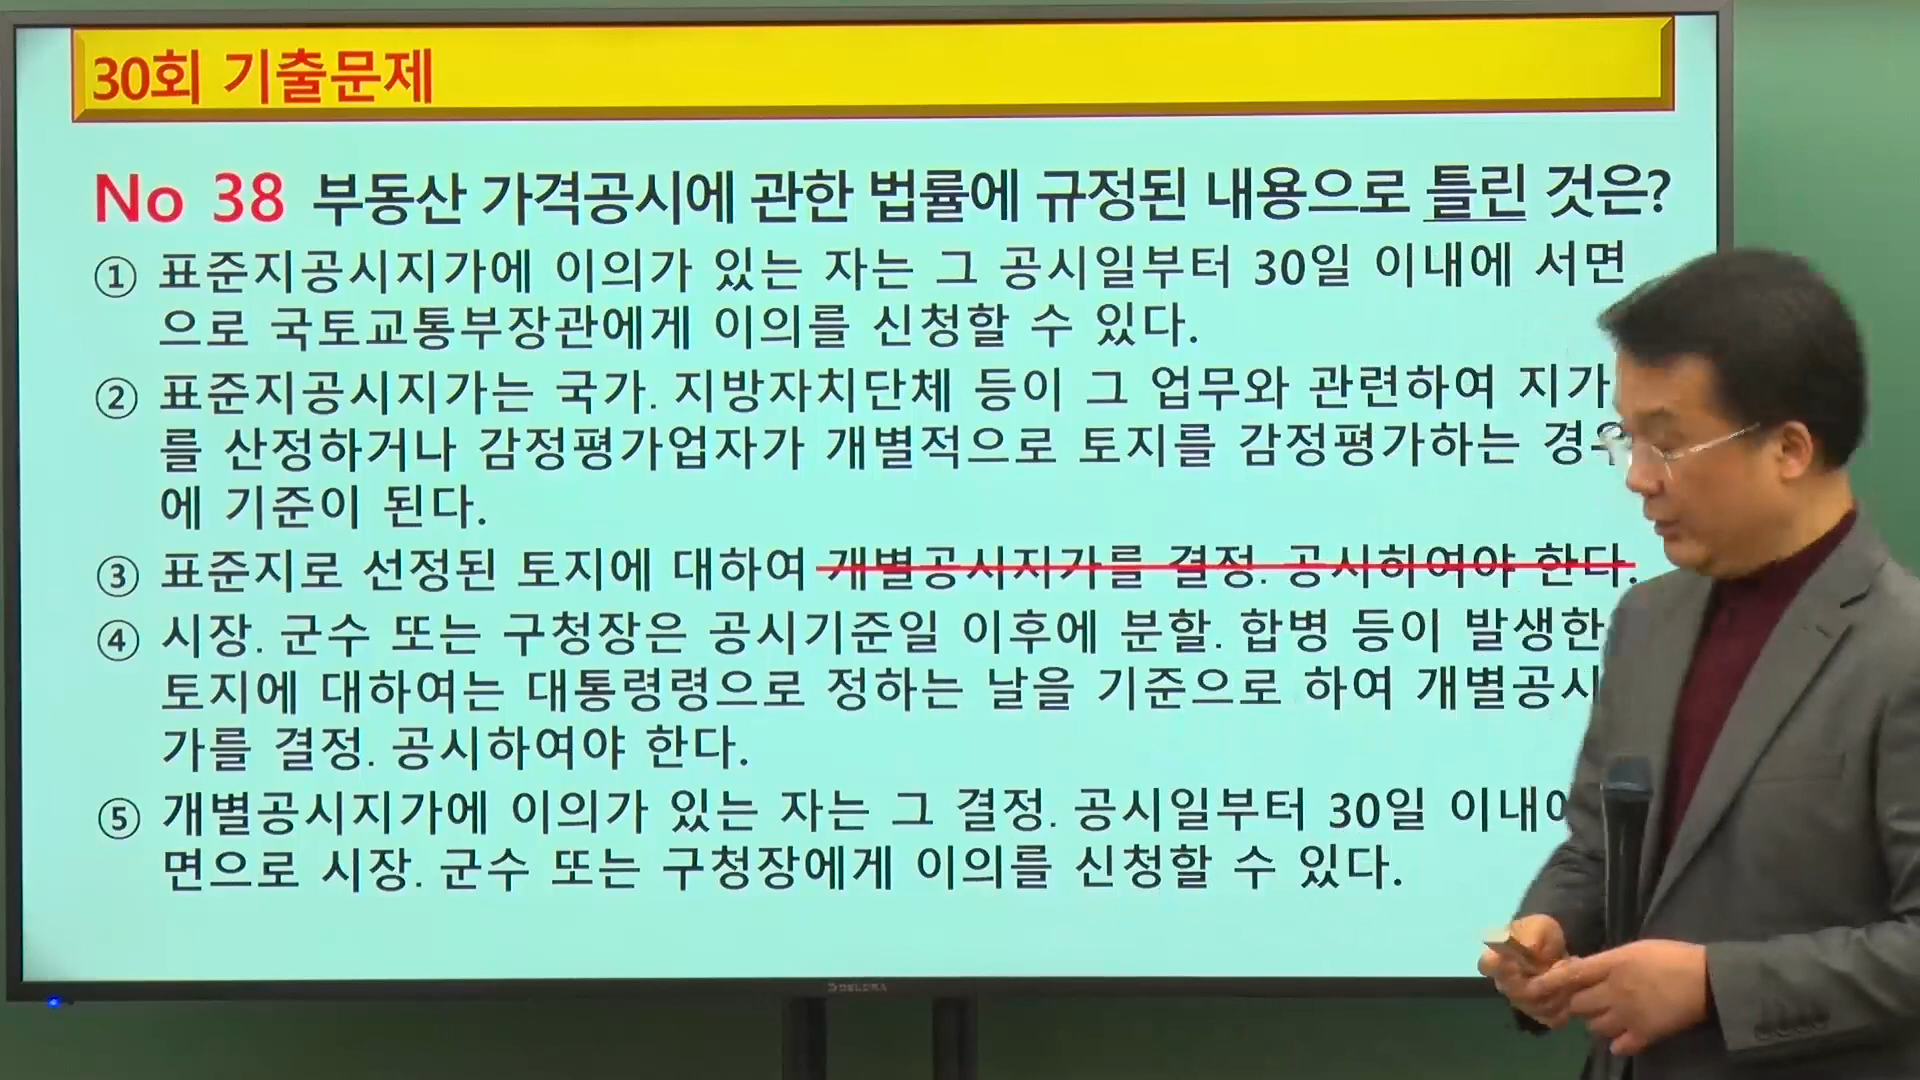 30회 기출문제
No 38 부동산 가격공시에 관한 법률에 규정된 내용으로 틀린 것은?
① 표준지공시지가에 이의가 있는 자는 그 공시일부터 30일 이내에 서면
으로 국토교통부장관에게 이의를 신청할 수 있다.
② 표준지공시지가는 국가. 지방자치단체 등이 그 업무와 관련하여 지가
를 산정하거나 감정평가업자가 개별적으로 토지를 감정평가하는 경우
에 기준이 된다.
③ 표준지로 선정된 토지에 대하여 개별공시지가를 결정. 공시하여야 한다.
④ 시장. 군수 또는 구청장은 공시기준일 이후에 분할. 합병 등이 발생한
토지에 대하여는 대통령령으로 정하는 날을 기준으로 하여 개별공시
가를 결정. 공시하여야 한다.
⑤ 개별공시지가에 이의가 있는 자는 그 결정. 공시일부터 30일 이내에
면으로 시장. 군수 또는 구청장에게 이의를 신청할 수 있다.